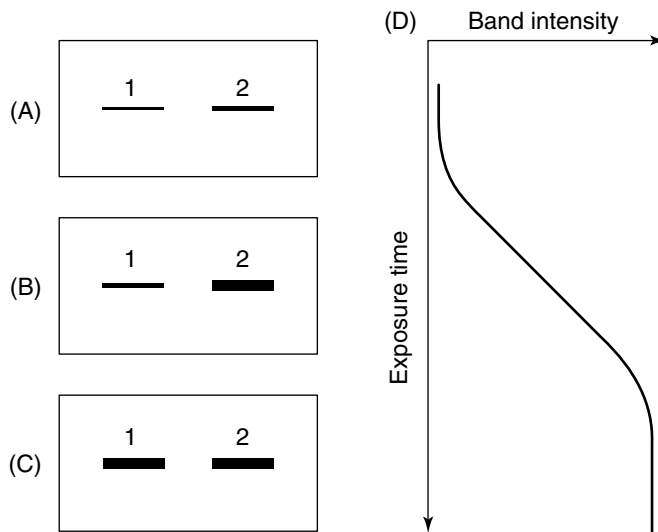 (A)
1 2
(B)
1 2
(C)
1 2
(D) Band intensity
Exposure time